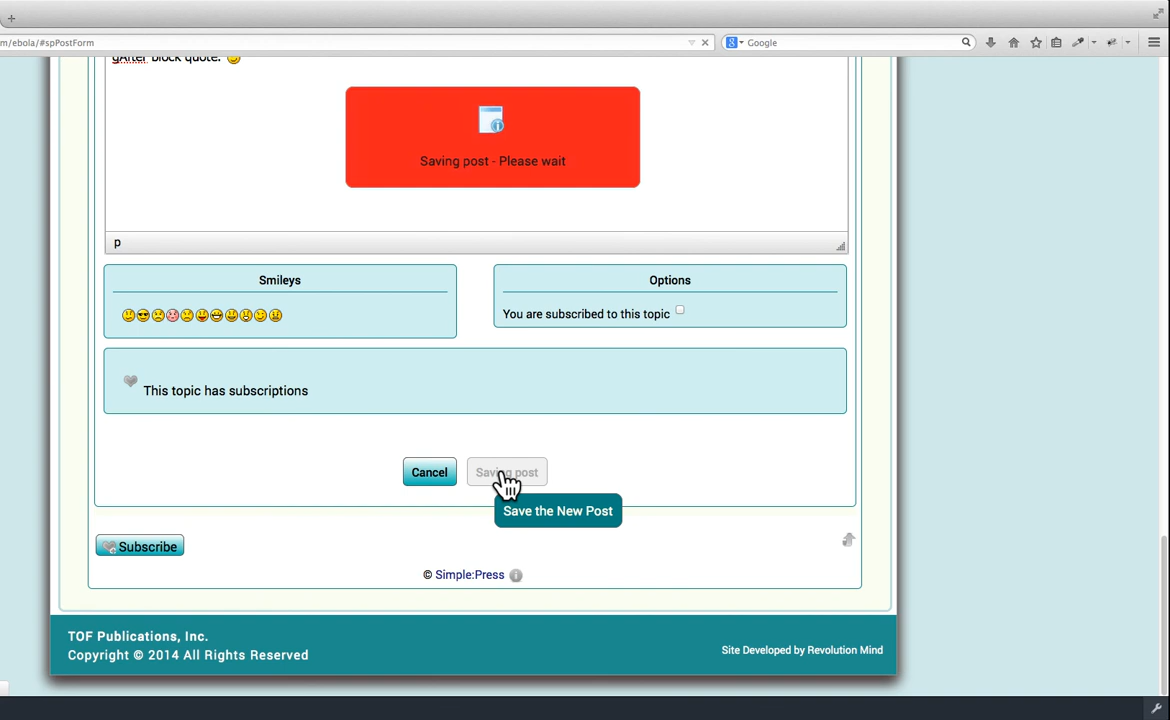 m/ebola/#spPostForm
Google
gAfter block quote.
Saving post - Please wait
p
Smileys
Options
You are subscribed to this topic
This topic has subscriptions
Cancel
Saving post
Save the New Post
Subscribe
© Simple:Press
TOF Publications, Inc.
Copyright © 2014 All Rights Reserved
Site Developed by Revolution Mind